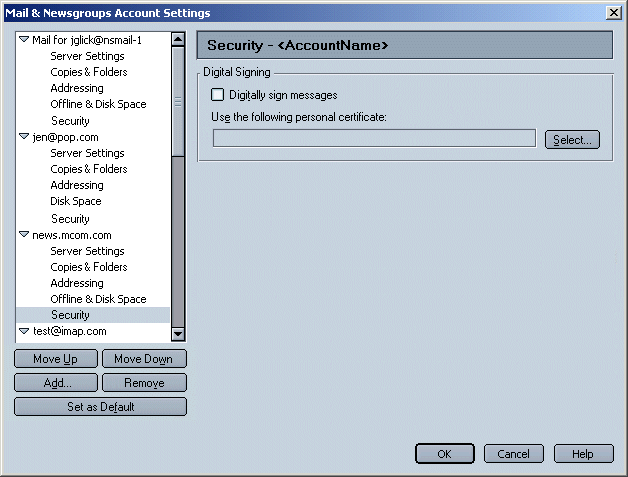 Mail & Newsgroups Account Settings
Mail for jglick@nsmail-1
Server Settings
Copies & Folders
Addressing
Offline & Disk Space
Security
jen@pop.com
Server Settings
Copies & Folders
Addressing
Disk Space
Security
news.mcom.com
Server Settings
Copies & Folders
Addressing
Offline & Disk Space
Security
test@imap.com
Move Up
Move Down
Add...
Remove
Set as Default
Security - <AccountName>
Digital Signing
Digitally sign messages
Use the following personal certificate:
Select...
OK
Cancel
Help